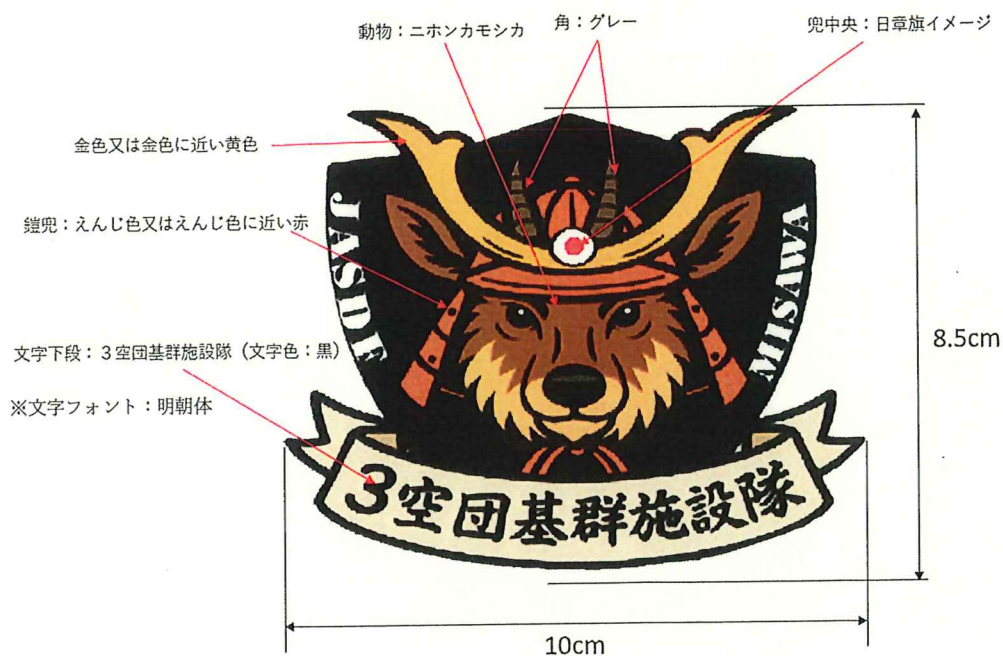 動物：ニホンカモシカ
角：グレー
兜中央：日章旗イメージ
金色又は金色に近い黄色
鎧兜：えんじ色又はえんじ色に近い赤
文字下段：３空団基群施設隊（文字色：黒）
※文字フォント：明朝体
JASDF
MISAWA
3空団基群施設隊
8.5cm
10cm